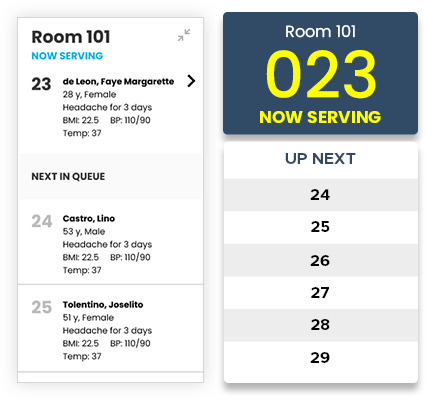 Room 101
NOW SERVING
23 de Leon, Faye Margarette
28 y, Female
Headache for 3 days
BMI: 22.5 BP: 110/90
Temp: 37
NEXT IN QUEUE
24 Castro, Lino
53 y, Male
Headache for 3 days
BMI: 22.5 BP: 110/90
Temp: 37
25 Tolentino, Joselito
51 y, Female
Headache for 3 days
BMI: 22.5 BP: 110/90
Temp: 37
Room 101
023
NOW SERVING
UP NEXT
24
25
26
27
28
29